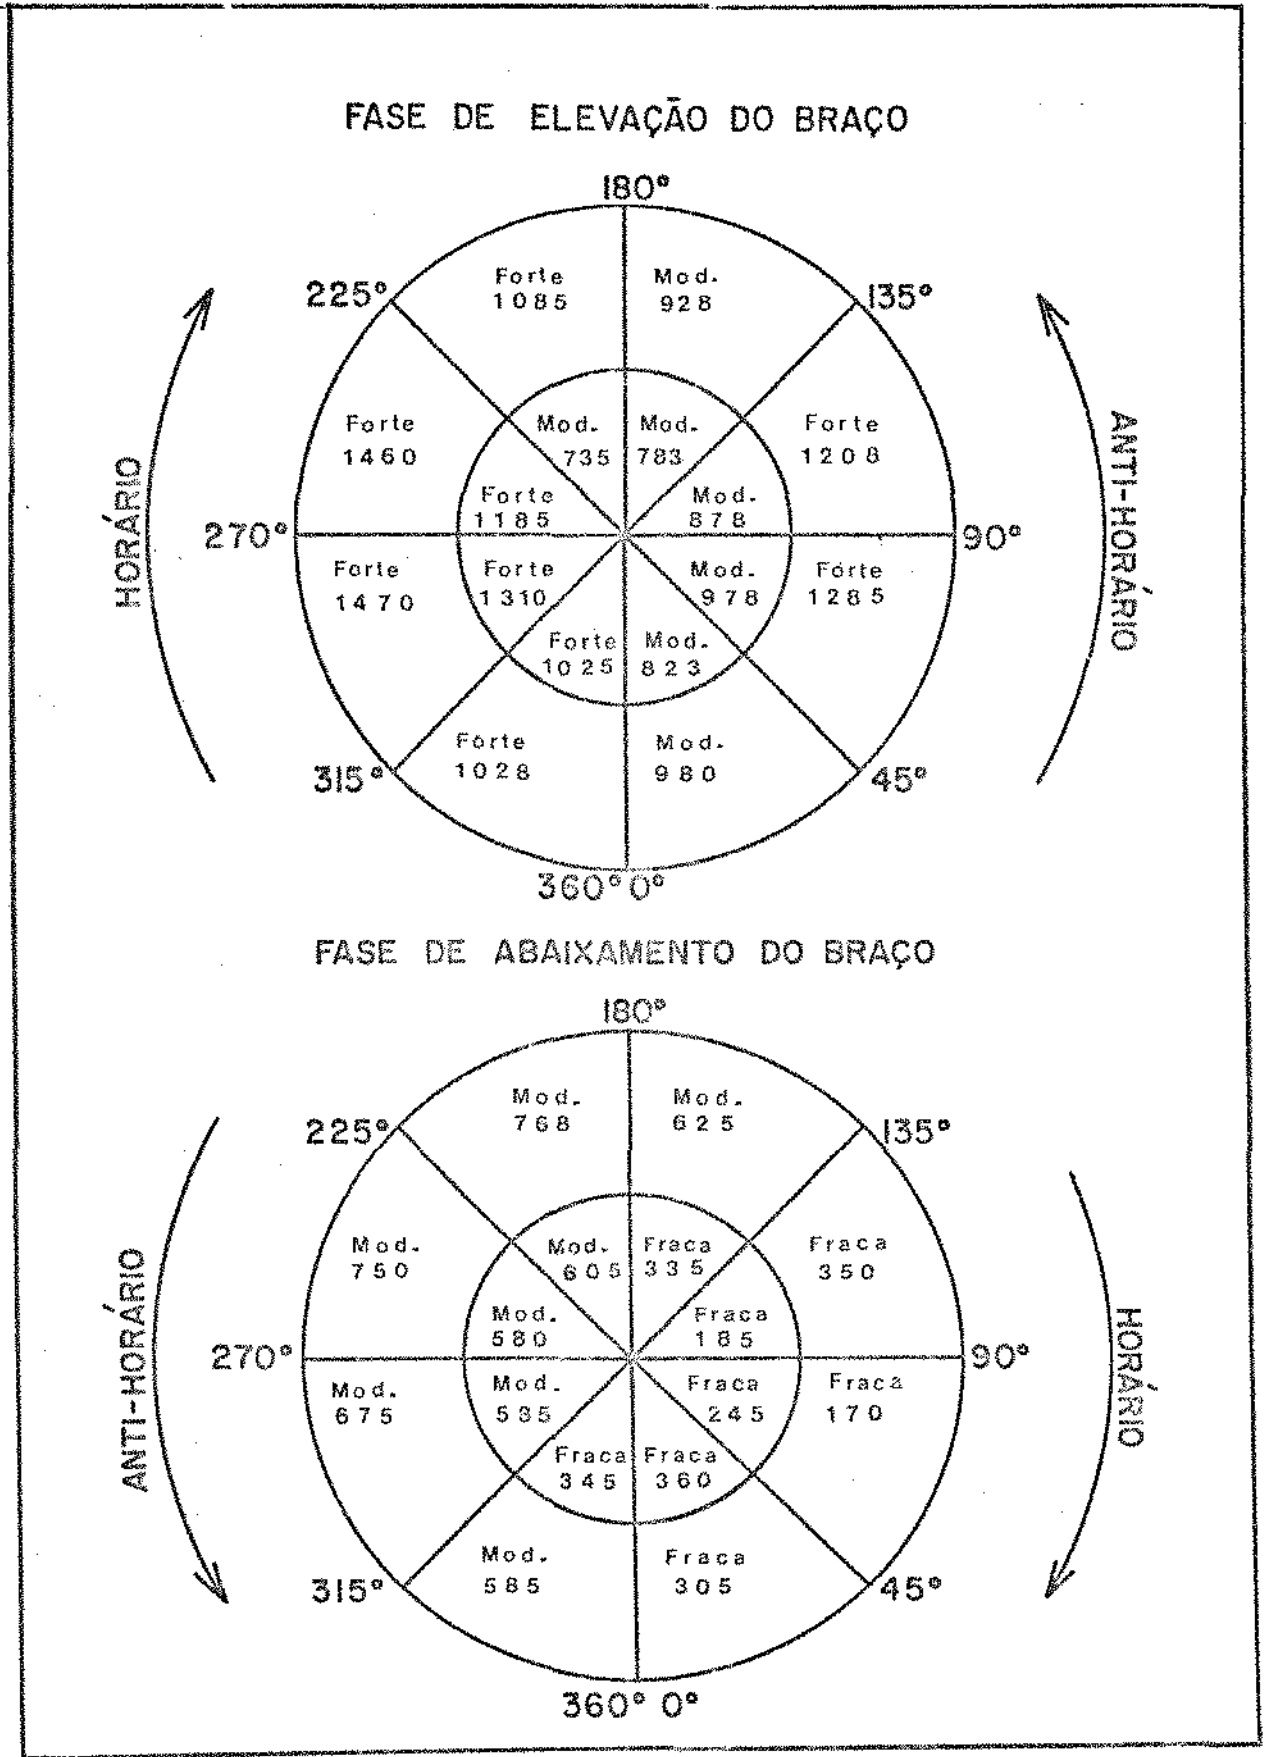 FASE DE ELEVAÇÃO DO BRAÇO
180°
225°
Forte
1085
Mod.
928
135°
Forte
1460
Mod.
735
Mod.
783
Forte
1208
Forte
1185
Mod.
878
HORÁRIO
270°
90°
ANTI-HORÁRIO
Forte
1470
Forte
1310
Mod.
978
Forte
1285
Forte
1025
Mod.
823
315°
Forte
1028
Mod.
980
45°
360° 0°
FASE DE ABAIXAMENTO DO BRAÇO
180°
225°
Mod.
768
Mod.
625
135°
Mod.
750
Mod.
605
Fraca
335
Fraca
350
Mod.
580
Fraca
185
ANTI-HORÁRIO
270°
90°
HORÁRIO
Mod.
675
Mod.
Fraca
245
Fraca
170
Fraca
345
Fraca
360
315°
Mod.
585
Fraca
305
45°
360° 0°